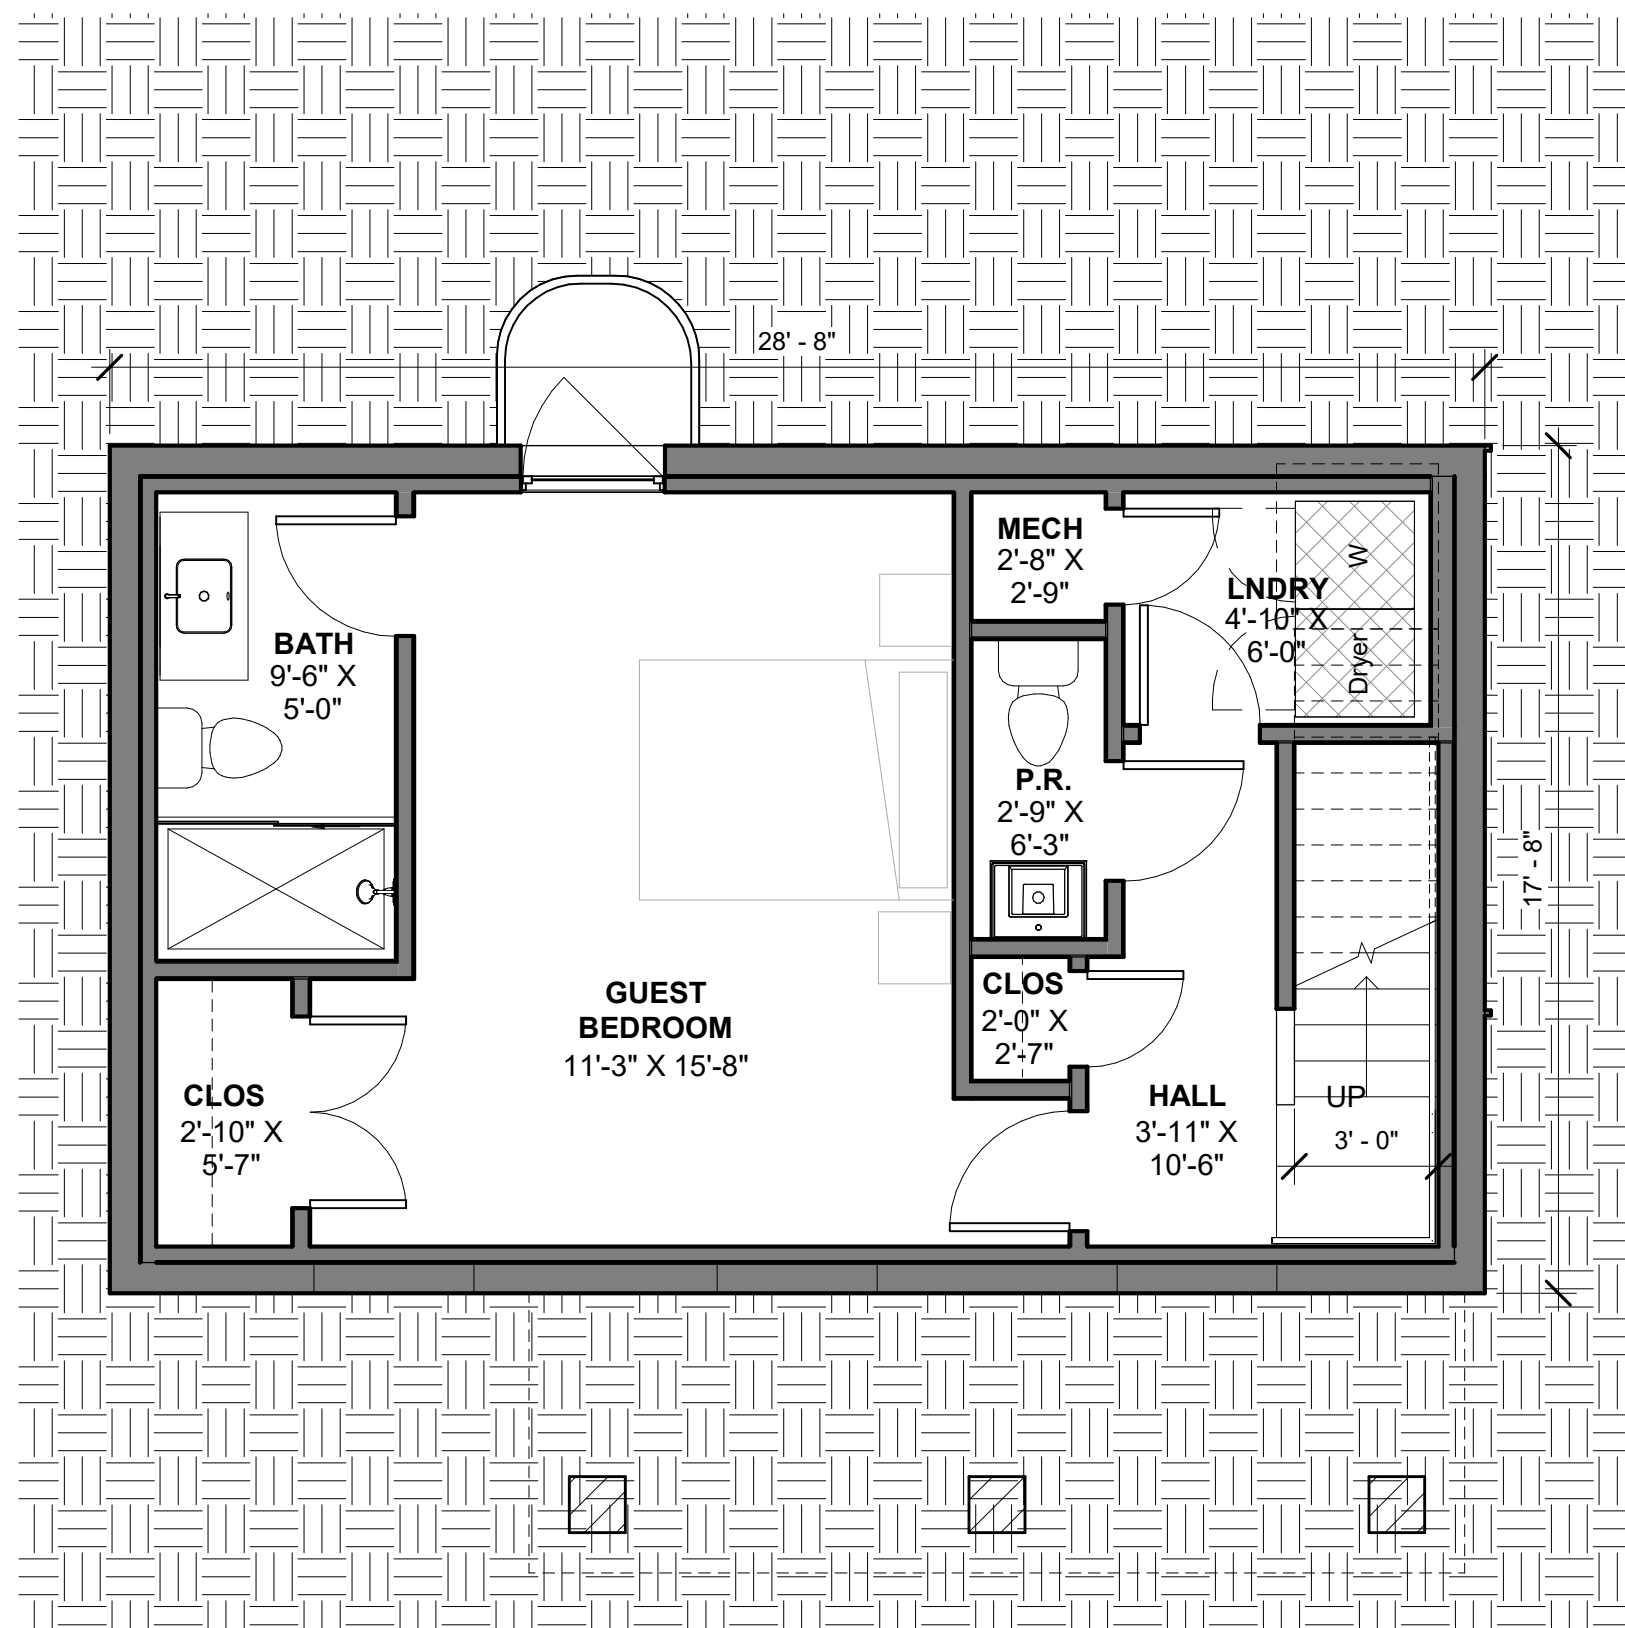 28' - 8"
MECH
2'-8" X
2'-9"
W
LNDRY
4'-10" X
6'-0"
Dryer
BATH
9'-6" X
5'-0"
P.R.
2'-9" X
6'-3"
17' - 8"
GUEST
BEDROOM
11'-3" X 15'-8"
CLOS
2'-0" X
2'-7"
CLOS
2'-10" X
5'-7"
HALL
3'-11" X
10'-6"
UP
3' - 0"